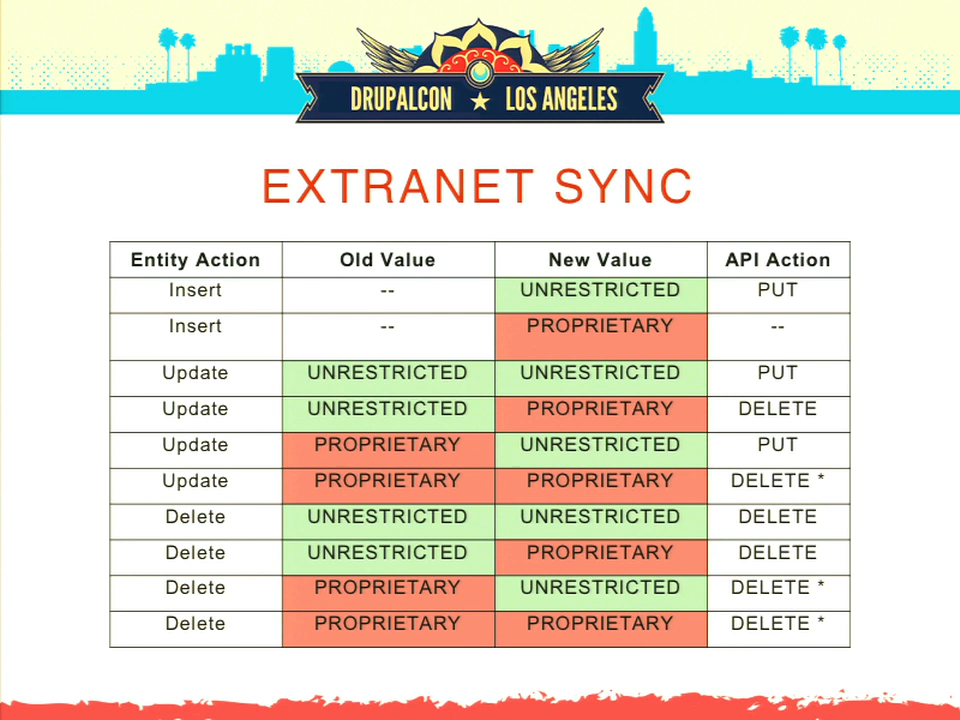 DRUPALCON ★ LOS ANGELES
EXTRANET SYNC
Entity Action Old Value New Value API Action
Insert -- UNRESTRICTED PUT
Insert -- PROPRIETARY --
Update UNRESTRICTED UNRESTRICTED PUT
Update UNRESTRICTED PROPRIETARY DELETE
Update PROPRIETARY UNRESTRICTED PUT
Update PROPRIETARY PROPRIETARY DELETE *
Delete UNRESTRICTED UNRESTRICTED DELETE
Delete UNRESTRICTED PROPRIETARY DELETE
Delete PROPRIETARY UNRESTRICTED DELETE *
Delete PROPRIETARY PROPRIETARY DELETE *